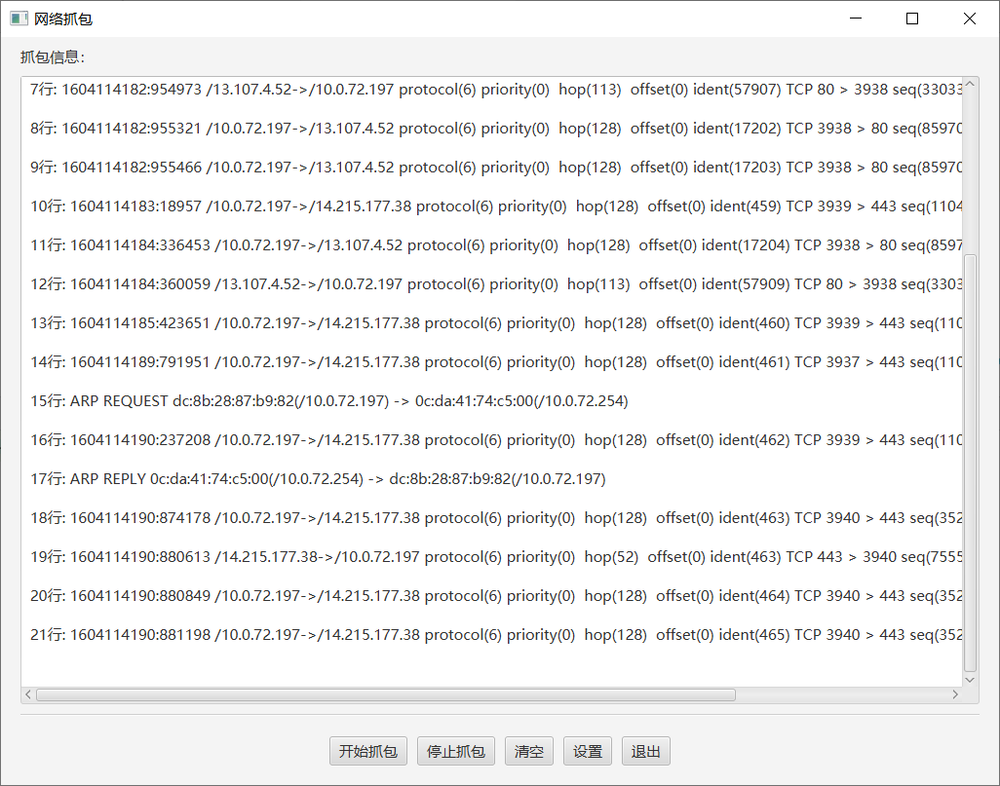 网络抓包
抓包信息：
7行: 1604114182:954973 /13.107.4.52->/10.0.72.197 protocol(6) priority(0)  hop(113)  offset(0) ident(57907) TCP 80 > 3938 seq(33033
8行: 1604114182:955321 /10.0.72.197->/13.107.4.52 protocol(6) priority(0)  hop(128)  offset(0) ident(17202) TCP 3938 > 80 seq(85970
9行: 1604114182:955466 /10.0.72.197->/13.107.4.52 protocol(6) priority(0)  hop(128)  offset(0) ident(17203) TCP 3938 > 80 seq(85970
10行: 1604114183:18957 /10.0.72.197->/14.215.177.38 protocol(6) priority(0)  hop(128)  offset(0) ident(459) TCP 3939 > 443 seq(1104
11行: 1604114184:336453 /10.0.72.197->/13.107.4.52 protocol(6) priority(0)  hop(128)  offset(0) ident(17204) TCP 3938 > 80 seq(8597
12行: 1604114184:360059 /13.107.4.52->/10.0.72.197 protocol(6) priority(0)  hop(113)  offset(0) ident(57909) TCP 80 > 3938 seq(3303
13行: 1604114185:423651 /10.0.72.197->/14.215.177.38 protocol(6) priority(0)  hop(128)  offset(0) ident(460) TCP 3939 > 443 seq(110
14行: 1604114189:791951 /10.0.72.197->/14.215.177.38 protocol(6) priority(0)  hop(128)  offset(0) ident(461) TCP 3937 > 443 seq(110
15行: ARP REQUEST dc:8b:28:87:b9:82(/10.0.72.197) -> 0c:da:41:74:c5:00(/10.0.72.254)
16行: 1604114190:237208 /10.0.72.197->/14.215.177.38 protocol(6) priority(0)  hop(128)  offset(0) ident(462) TCP 3939 > 443 seq(110
17行: ARP REPLY 0c:da:41:74:c5:00(/10.0.72.254) -> dc:8b:28:87:b9:82(/10.0.72.197)
18行: 1604114190:874178 /10.0.72.197->/14.215.177.38 protocol(6) priority(0)  hop(128)  offset(0) ident(463) TCP 3940 > 443 seq(352
19行: 1604114190:880613 /14.215.177.38->/10.0.72.197 protocol(6) priority(0)  hop(52)  offset(0) ident(463) TCP 443 > 3940 seq(7555
20行: 1604114190:880849 /10.0.72.197->/14.215.177.38 protocol(6) priority(0)  hop(128)  offset(0) ident(464) TCP 3940 > 443 seq(352
21行: 1604114190:881198 /10.0.72.197->/14.215.177.38 protocol(6) priority(0)  hop(128)  offset(0) ident(465) TCP 3940 > 443 seq(352
开始抓包 停止抓包 清空 设置 退出